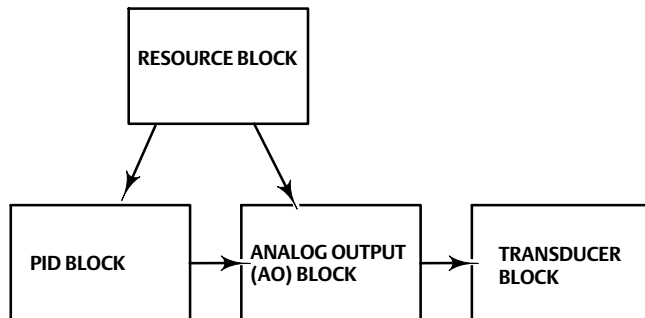 RESOURCE BLOCK
PID BLOCK
ANALOG OUTPUT
(AO) BLOCK
TRANSDUCER
BLOCK